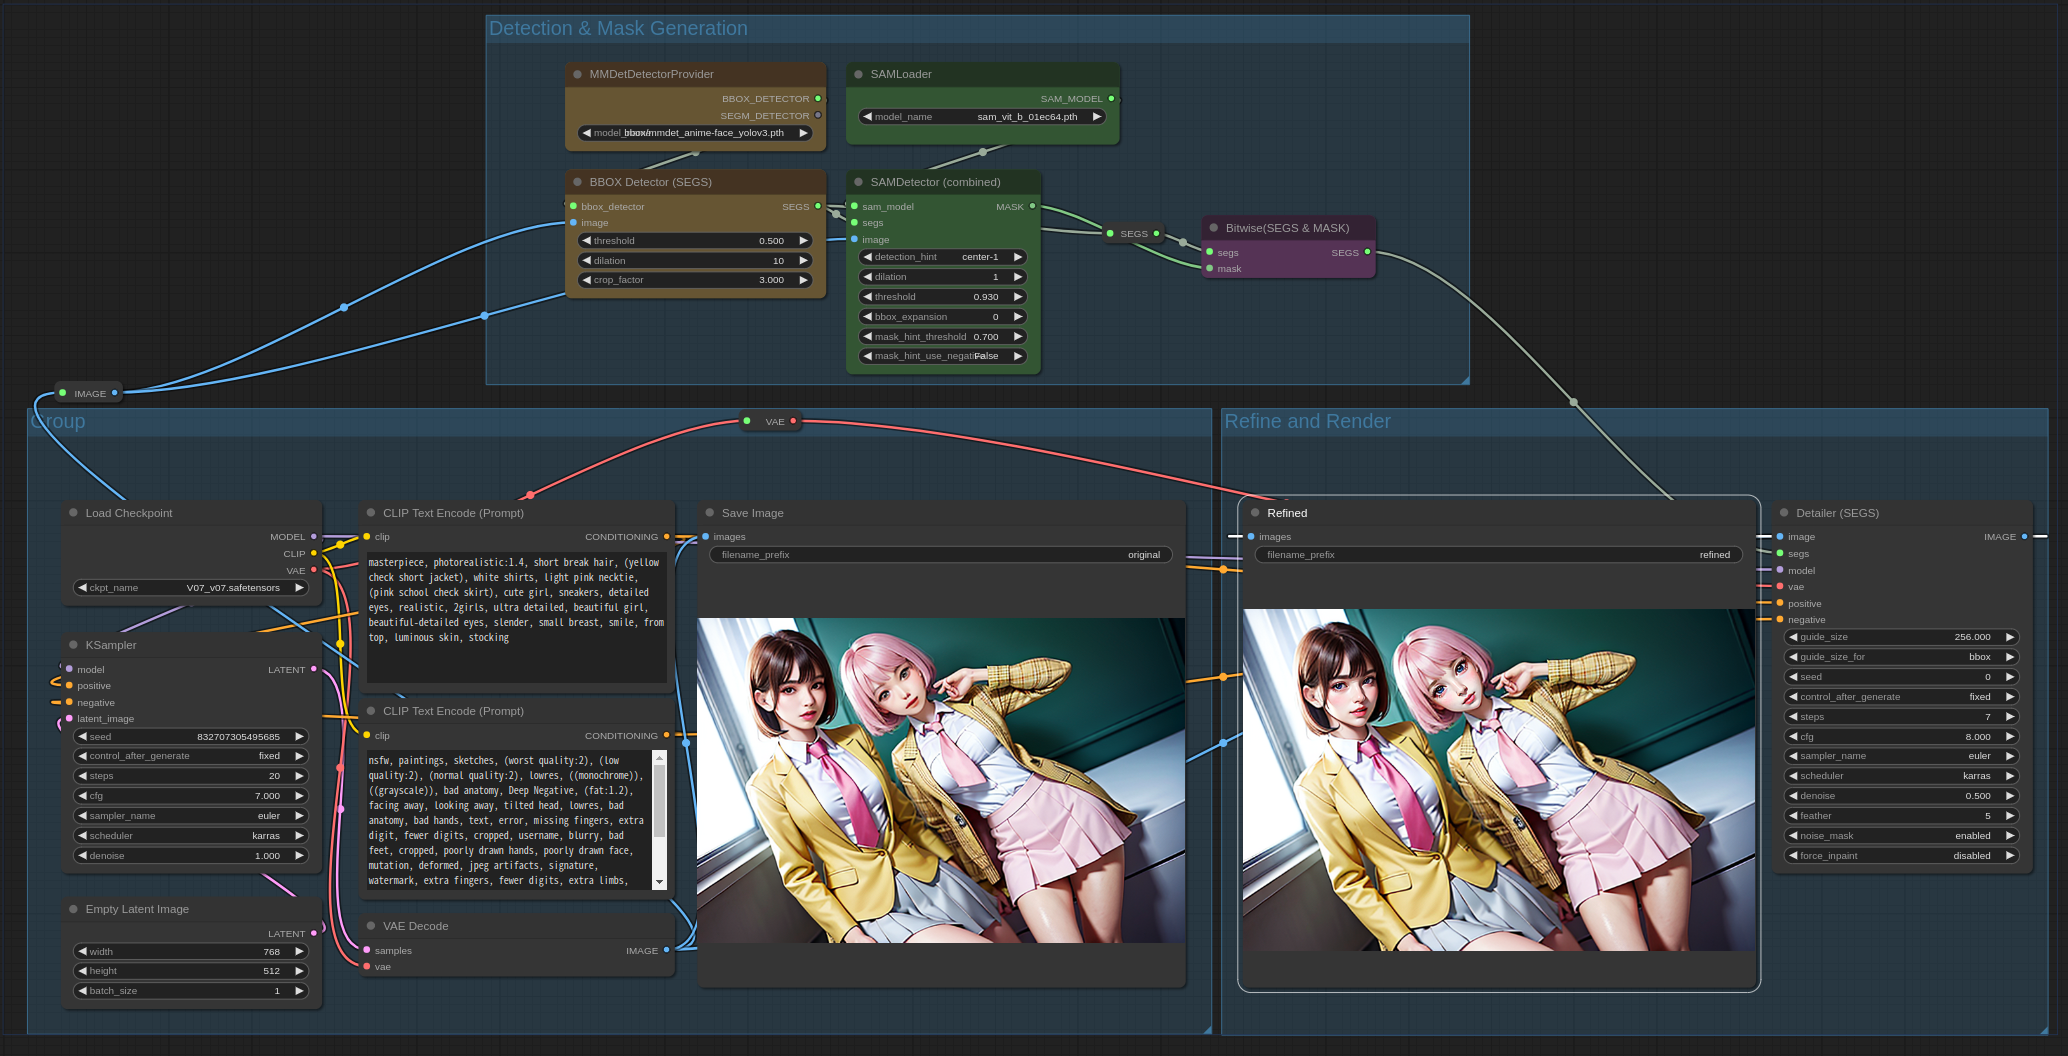 Detection & Mask Generation
MMDetDetectorProvider
BBOX_DETECTOR
SEGM_DETECTOR
bbox/mmdet_anime-face_yolov3.pth
SAMLoader
SAM_MODEL
model_name sam_vit_b_01ec64.pth
BBOX Detector (SEGS)
bbox_detector SEGS
image
threshold 0.500
dilation 10
crop_factor 3.000
SAMDetector (combined)
sam_model MASK
segs
image
detection_hint center-1
dilation 1
threshold 0.930
bbox_expansion 0
mask_hint_threshold 0.700
mask_hint_use_negative False
SEGS
Bitwise(SEGS & MASK)
segs SEGS
mask
IMAGE
Group
VAE
Load Checkpoint
MODEL
CLIP
VAE
ckpt_name V07_v07.safetensors
KSampler
model LATENT
positive
negative
latent_image
seed 832707305495685
control_after_generate fixed
steps 20
cfg 7.000
sampler_name euler
scheduler karras
denoise 1.000
Empty Latent Image
LATENT
width 768
height 512
batch_size 1
CLIP Text Encode (Prompt)
clip CONDITIONING
masterpiece, photorealistic:1.4, short break hair, (yellow
check short jacket), white shirts, light pink necktie,
(pink school check skirt), cute girl, sneakers, detailed
eyes, realistic, 2girls, ultra detailed, beautiful girl,
beautiful-detailed eyes, slender, small breast, smile, from
top, luminous skin, stocking
CLIP Text Encode (Prompt)
clip CONDITIONING
nsfw, paintings, sketches, (worst quality:2), (low
quality:2), (normal quality:2), lowres, ((monochrome)),
((grayscale)), bad anatomy, Deep Negative, (fat:1.2),
facing away, looking away, tilted head, lowres, bad
anatomy, bad hands, text, error, missing fingers, extra
digit, fewer digits, cropped, username, blurry, bad
feet, cropped, poorly drawn hands, poorly drawn face,
mutation, deformed, jpeg artifacts, signature,
watermark, extra fingers, fewer digits, extra limbs,
VAE Decode
samples IMAGE
vae
Save Image
images
filename_prefix original
Refine and Render
Refined
images
filename_prefix refined
Detailer (SEGS)
image IMAGE
segs
model
vae
positive
negative
guide_size 256.000
guide_size_for bbox
seed 0
control_after_generate fixed
steps 7
cfg 8.000
sampler_name euler
scheduler karras
denoise 0.500
feather 5
noise_mask enabled
force_inpaint disabled